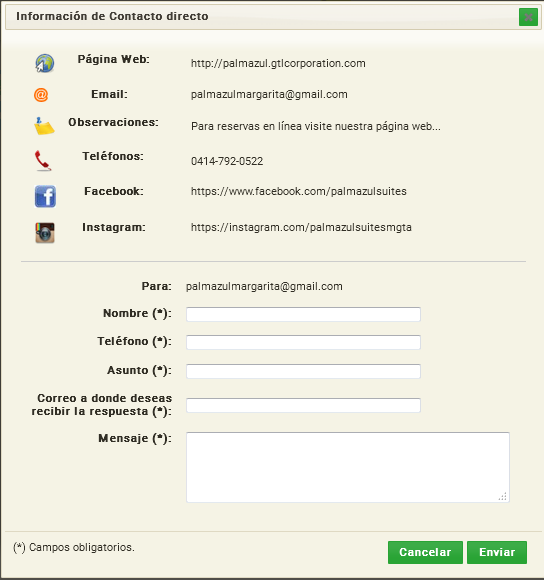 Información de Contacto directo
Página Web: http://palmazul.gtlcorporation.com
Email: palmazulmargarita@gmail.com
Observaciones: Para reservas en línea visite nuestra página web...
Teléfonos: 0414-792-0522
Facebook: https://www.facebook.com/palmazulsuites
Instagram: https://instagram.com/palmazulsuitesmgta
Para: palmazulmargarita@gmail.com
Nombre (*):
Teléfono (*):
Asunto (*):
Correo a donde deseas
recibir la respuesta (*):
Mensaje (*):
(*) Campos obligatorios.
Cancelar Enviar